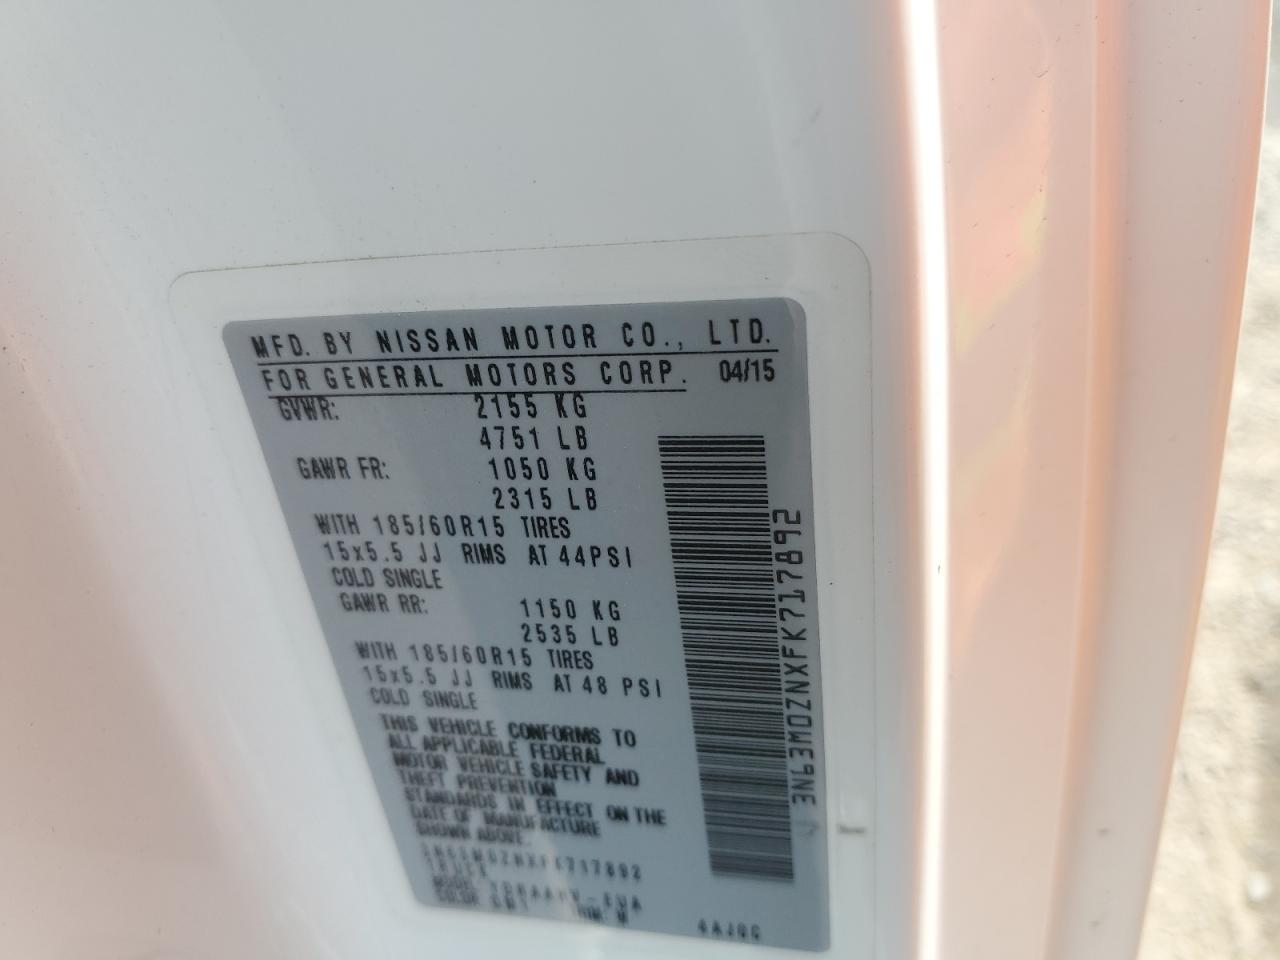 MFD. BY NISSAN MOTOR CO., LTD.
FOR GENERAL MOTORS CORP. 04/15
GVWR: 2155 KG
4751 LB
GAWR FR: 1050 KG
2315 LB
WITH 185/60R15 TIRES
15x5.5 JJ RIMS AT 44PSI
COLD SINGLE
GAWR RR: 1150 KG
2535 LB
WITH 185/60R15 TIRES
15x5.5 JJ RIMS AT 48 PSI
COLD SINGLE
THIS VEHICLE CONFORMS TO
ALL APPLICABLE FEDERAL
MOTOR VEHICLE SAFETY AND
THEFT PREVENTION
STANDARDS IN EFFECT ON THE
DATE OF MANUFACTURE
SHOWN ABOVE.
3N63M0ZNXFK717892
TRUCK
MODEL:
COLOR:
3N63M0ZNXFK717892